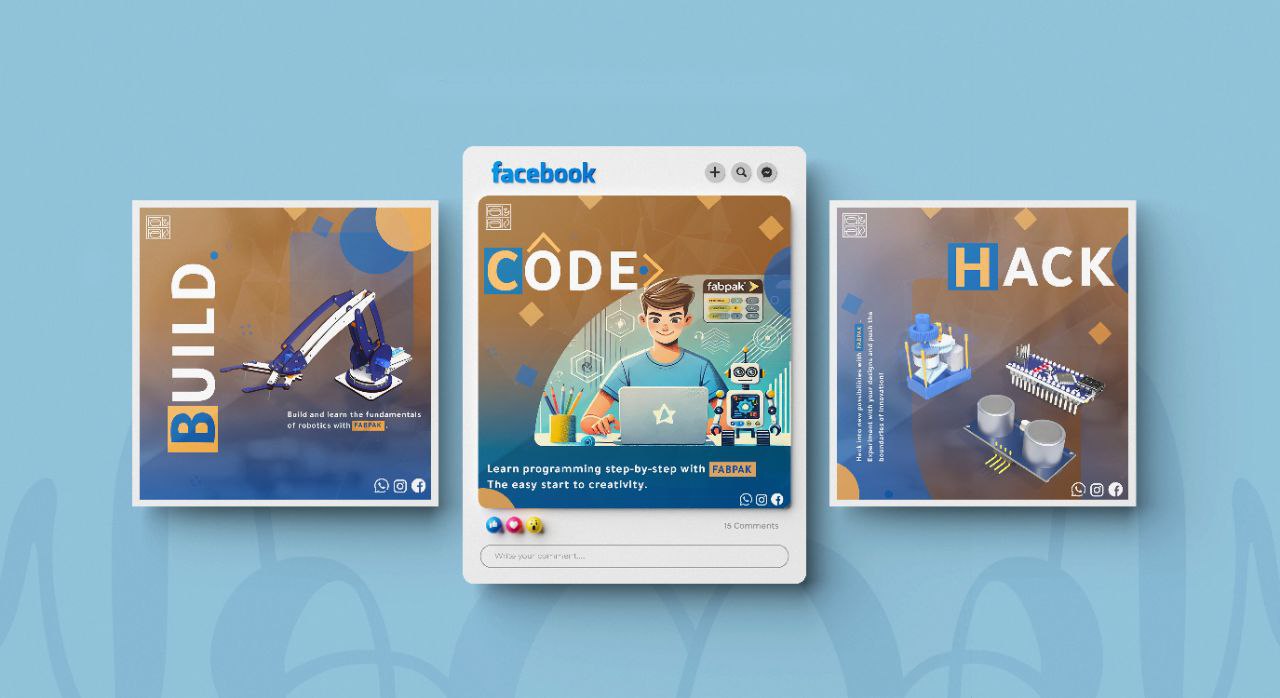 BUILD.
Build and learn the fundamentals
of robotics with FABPAK.
facebook
CODE
fabpak
Learn programming step-by-step with FABPAK
The easy start to creativity.
15 Comments
Write your comment....
HACK
Hack into new possibilities with FABPAK.
Experiment with your designs and push the
boundaries of innovation!